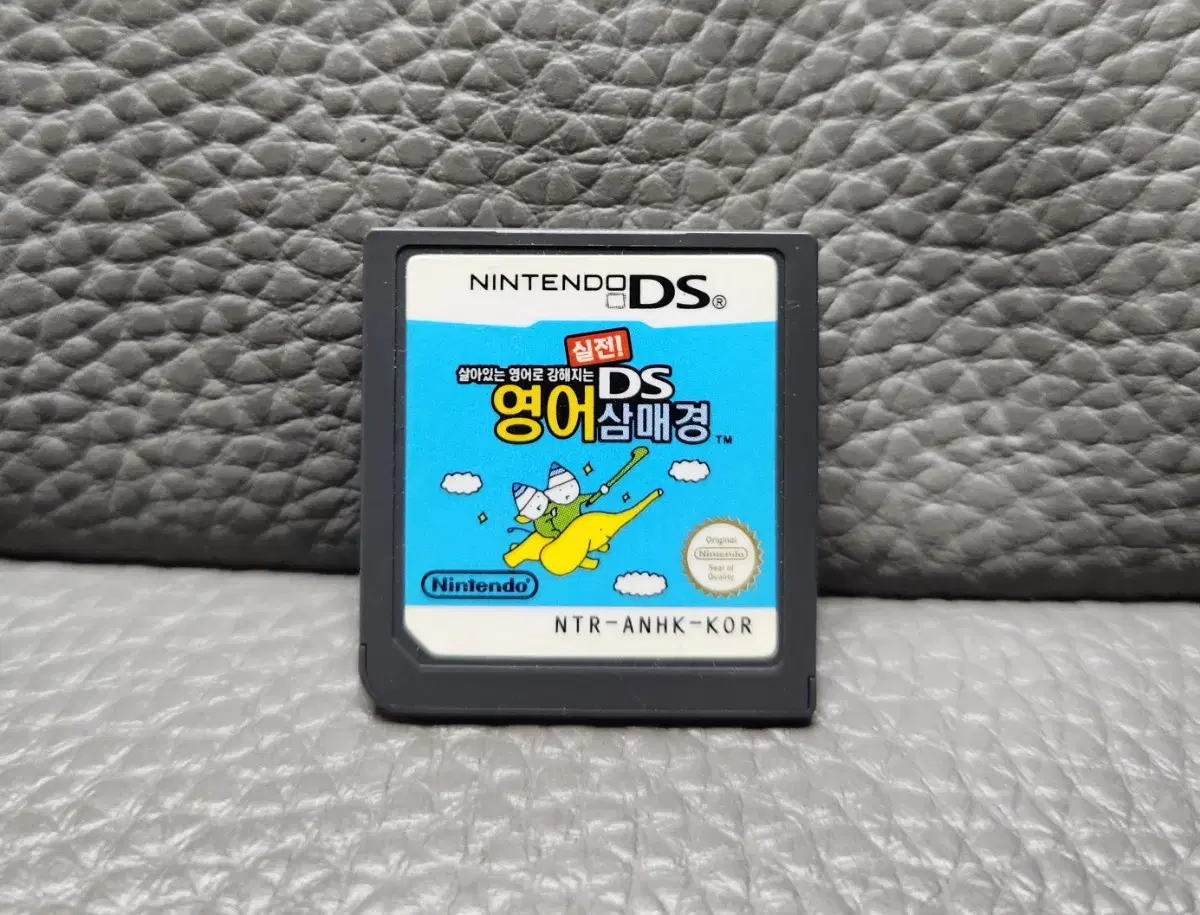 NINTENDO DS®
실전!
살아있는 영어로 강해지는
영어 DS 삼매경™
Original
Nintendo
Seal of
Quality
Nintendo®
NTR-ANHK-KOR